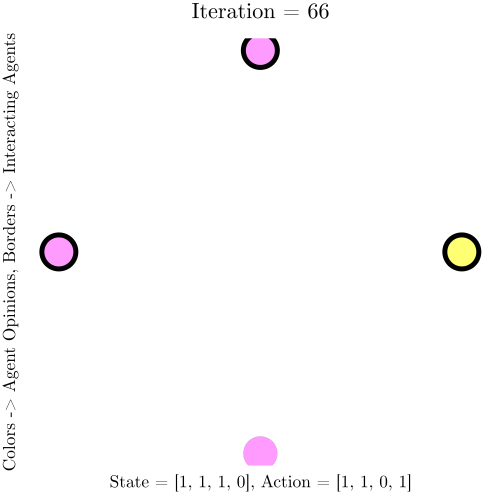 Iteration = 66
Colors -> Agent Opinions, Borders -> Interacting Agents
State = [1, 1, 1, 0], Action = [1, 1, 0, 1]